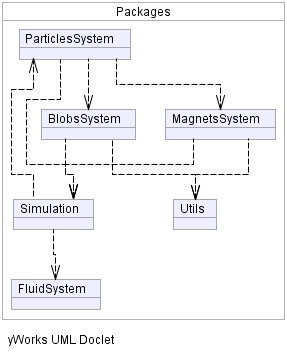 Packages
ParticlesSystem
BlobsSystem
MagnetsSystem
Simulation
Utils
FluidSystem
yWorks UML Doclet